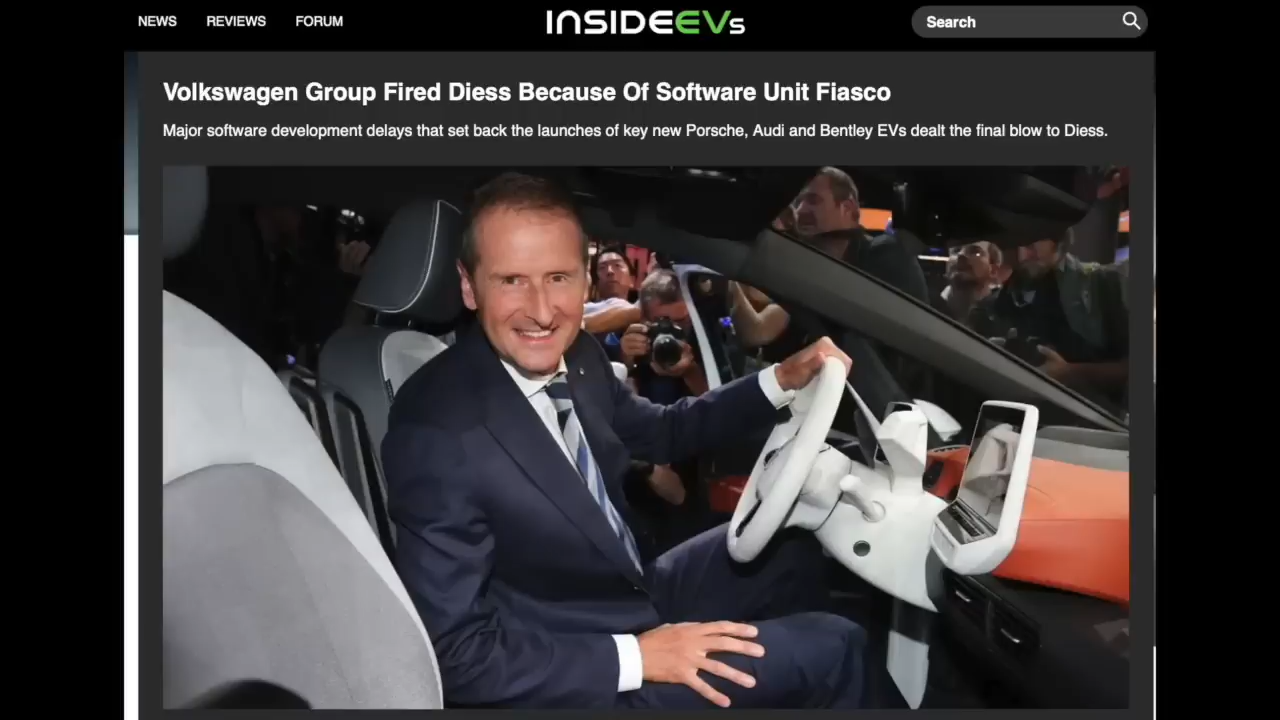 NEWS REVIEWS FORUM INSIDEEVs Search
Volkswagen Group Fired Diess Because Of Software Unit Fiasco
Major software development delays that set back the launches of key new Porsche, Audi and Bentley EVs dealt the final blow to Diess.